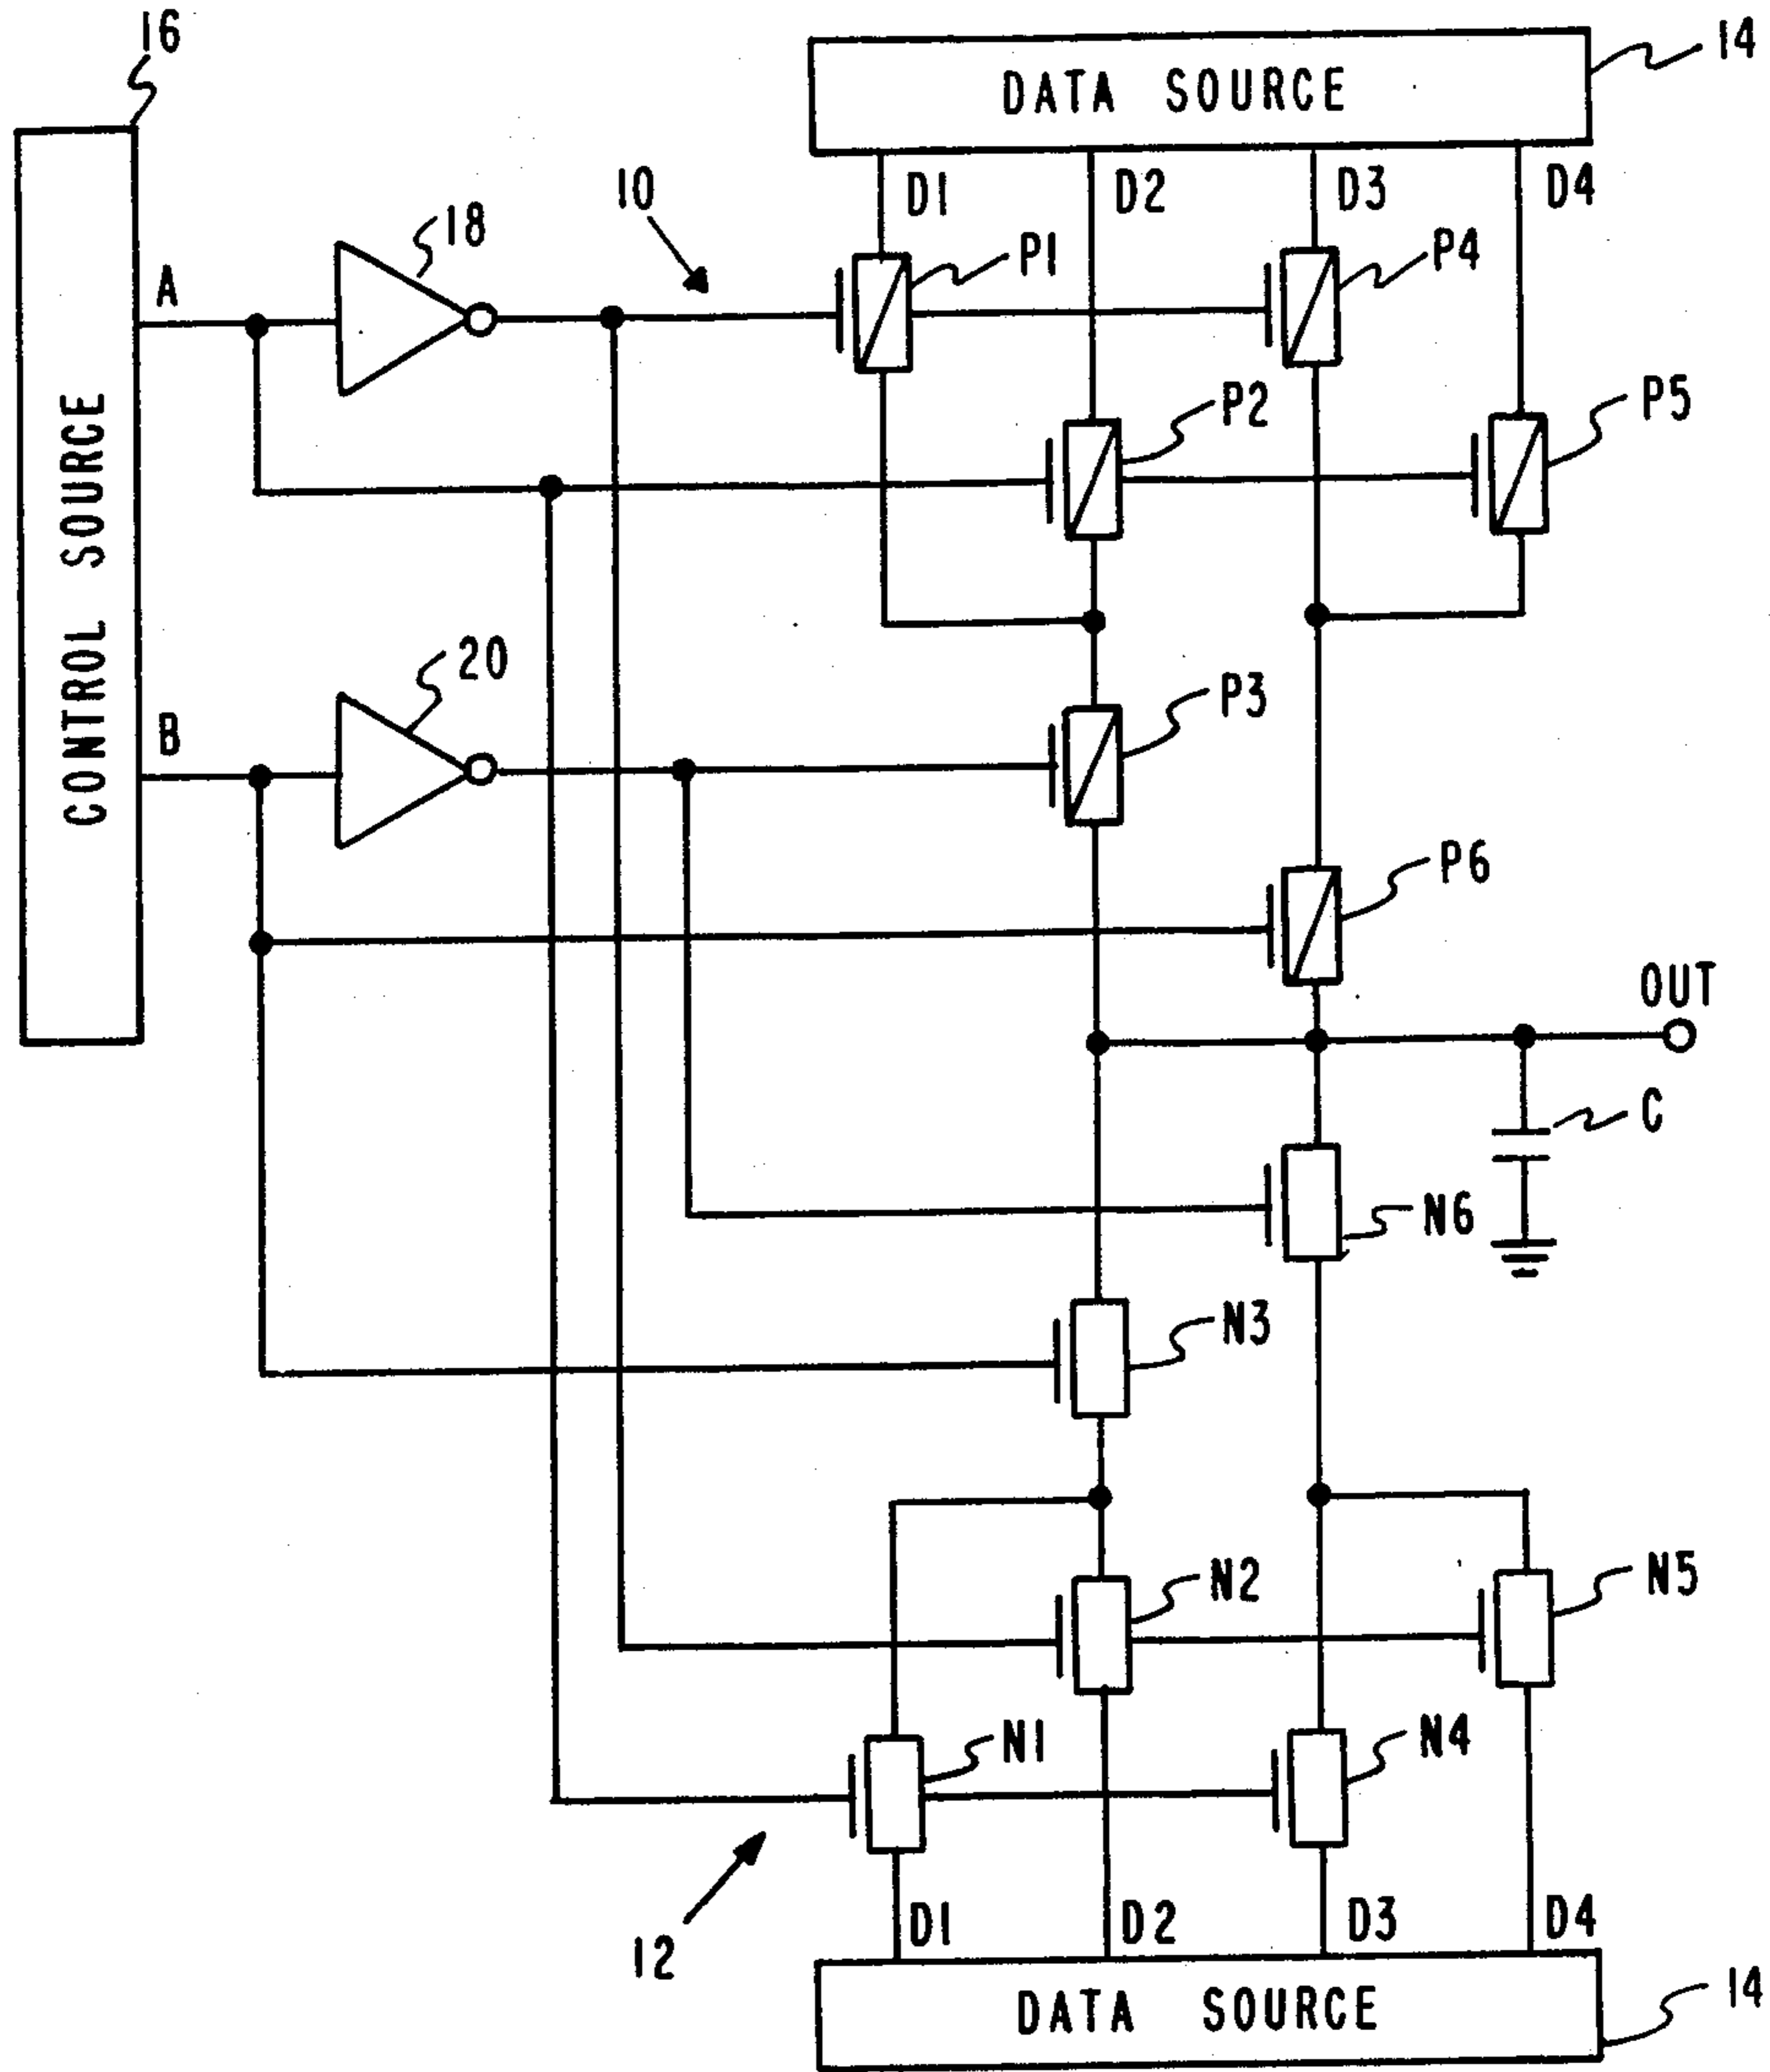 16
14
DATA SOURCE
D1
D2
D3
D4
10
18
P1
P4
A
P2
P5
CONTROL SOURCE
20
P3
B
P6
OUT
C
N6
N3
N2
N5
N1
N4
12
D1
D2
D3
D4
DATA SOURCE
14